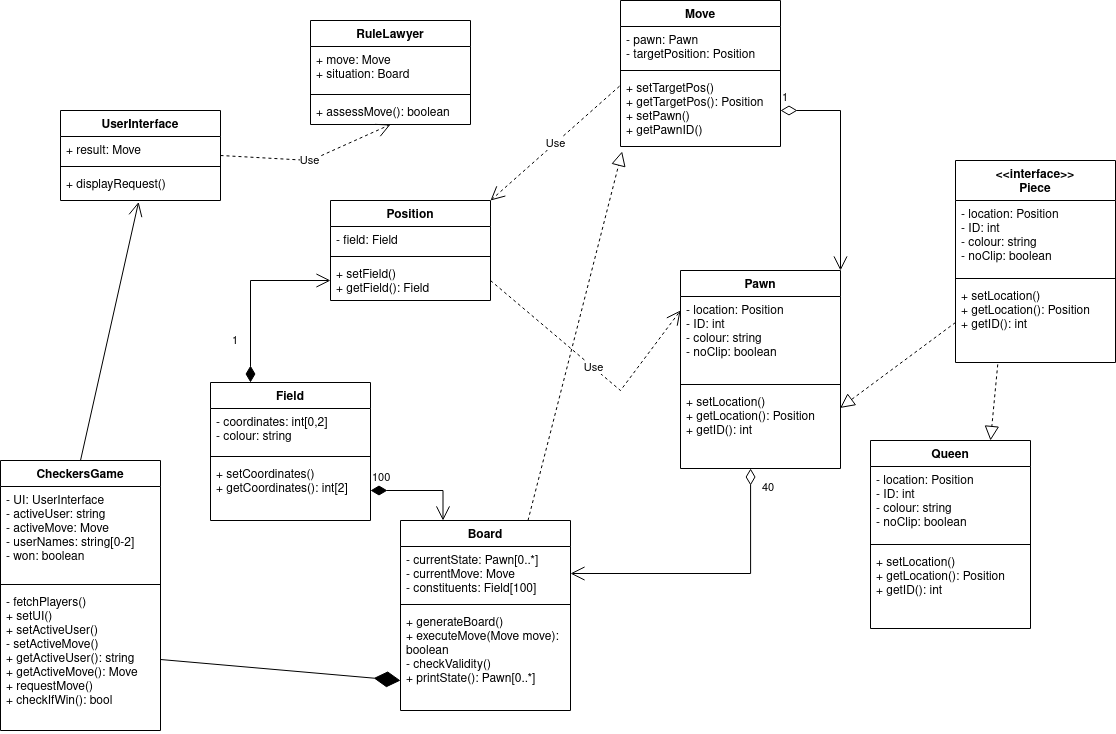 Move
- pawn: Pawn
- targetPosition: Position
+ setTargetPos()
+ getTargetPos(): Position
+ setPawn()
+ getPawnID()
RuleLawyer
+ move: Move
+ situation: Board
+ assessMove(): boolean
UserInterface
+ result: Move
+ displayRequest()
Use
Use
1
<<interface>>
Piece
- location: Position
- ID: int
- colour: string
- noClip: boolean
+ setLocation()
+ getLocation(): Position
+ getID(): int
Position
- field: Field
+ setField()
+ getField(): Field
Pawn
- location: Position
- ID: int
- colour: string
- noClip: boolean
+ setLocation()
+ getLocation(): Position
+ getID(): int
1
Use
Field
- coordinates: int[0,2]
- colour: string
+ setCoordinates()
+ getCoordinates(): int[2]
100
40
Queen
- location: Position
- ID: int
- colour: string
- noClip: boolean
+ setLocation()
+ getLocation(): Position
+ getID(): int
CheckersGame
- UI: UserInterface
- activeUser: string
- activeMove: Move
- userNames: string[0-2]
- won: boolean
- fetchPlayers()
+ setUI()
+ setActiveUser()
- setActiveMove()
+ getActiveUser(): string
+ getActiveMove(): Move
+ requestMove()
+ checkIfWin(): bool
Board
- currentState: Pawn[0..*]
- currentMove: Move
- constituents: Field[100]
+ generateBoard()
+ executeMove(Move move):
boolean
- checkValidity()
+ printState(): Pawn[0..*]